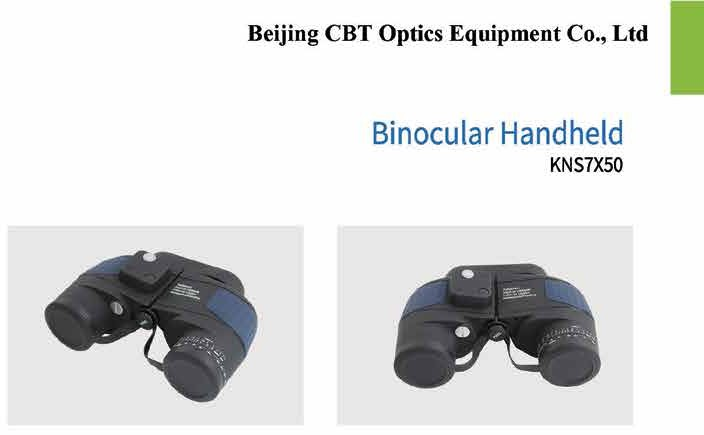 Beijing CBT Optics Equipment Co., Ltd
Binocular Handheld
KNS7X50